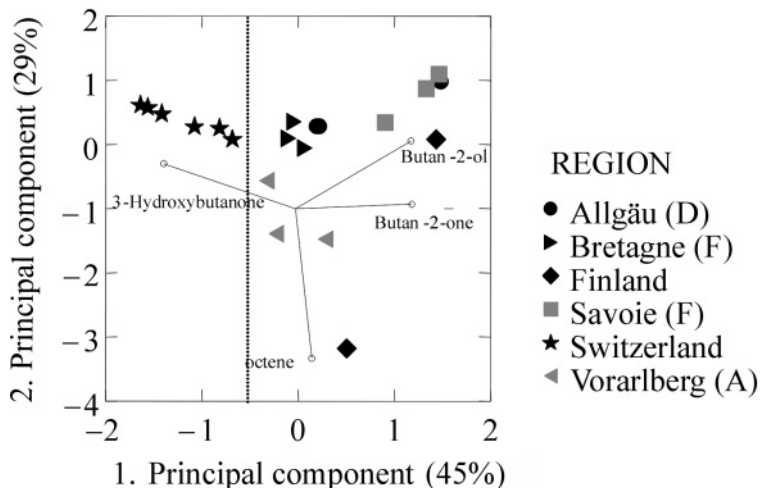 2. Principal component (29%)
2
1
0
−1
−2
−3
−4
Butan -2-ol
3-Hydroxybutanone
Butan -2-one
octene
−2
−1
0
1
2
1. Principal component (45%)
REGION
Allgäu (D)
Bretagne (F)
Finland
Savoie (F)
Switzerland
Vorarlberg (A)